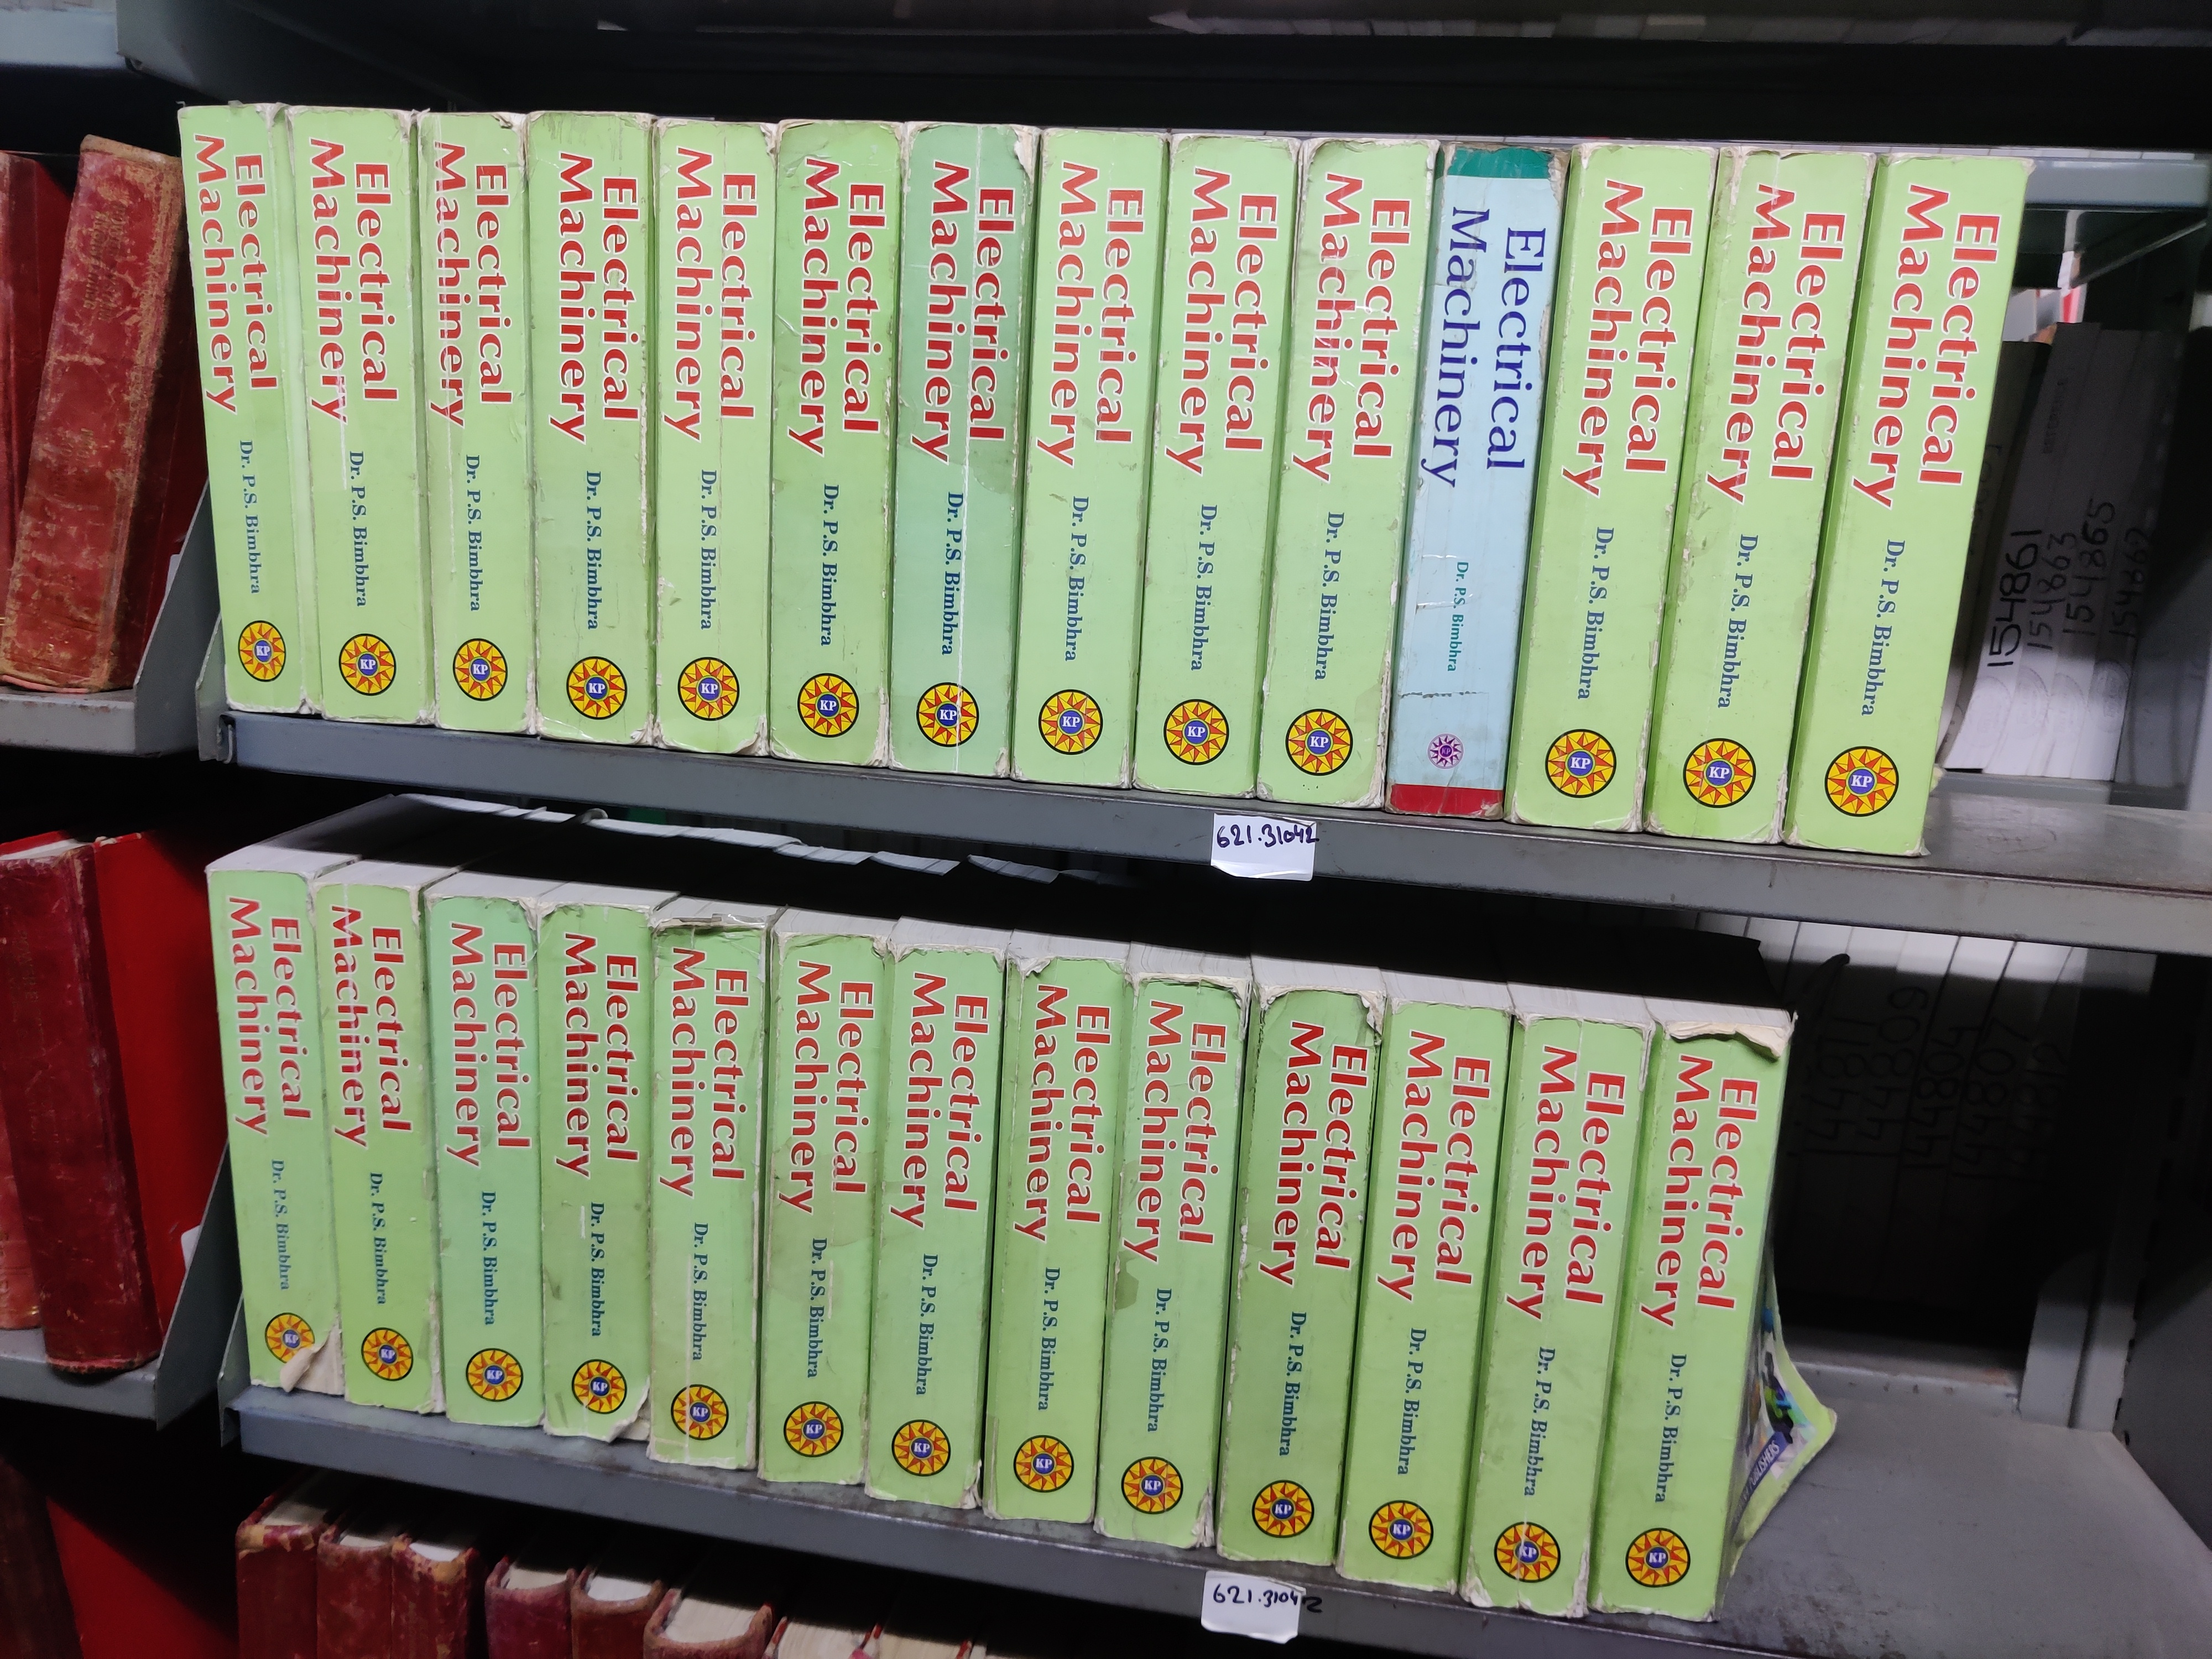 Electrical
Machinery
Dr. P.S. Bimbhra
KP
Electrical
Machinery
Dr. P.S. Bimbhra
KP
Electrical
Machinery
Dr. P.S. Bimbhra
KP
Electrical
Machinery
Dr. P.S. Bimbhra
KP
Electrical
Machinery
Dr. P.S. Bimbhra
KP
Electrical
Machinery
Dr. P.S. Bimbhra
KP
Electrical
Machinery
Dr. P.S. Bimbhra
KP
Electrical
Machinery
Dr. P.S. Bimbhra
KP
Electrical
Machinery
Dr. P.S. Bimbhra
KP
Electrical
Machinery
Dr. P.S. Bimbhra
KP
Electrical
Machinery
Dr. P.S. Bimbhra
KP
Electrical
Machinery
Dr. P.S. Bimbhra
KP
Electrical
Machinery
Dr. P.S. Bimbhra
KP
Electrical
Machinery
Dr. P.S. Bimbhra
KP
154861
154863
154865
154862
621.31042
Electrical
Machinery
Dr. P.S. Bimbhra
KP
Electrical
Machinery
Dr. P.S. Bimbhra
KP
Electrical
Machinery
Dr. P.S. Bimbhra
KP
Electrical
Machinery
Dr. P.S. Bimbhra
KP
Electrical
Machinery
Dr. P.S. Bimbhra
KP
Electrical
Machinery
Dr. P.S. Bimbhra
KP
Electrical
Machinery
Dr. P.S. Bimbhra
KP
Electrical
Machinery
Dr. P.S. Bimbhra
KP
Electrical
Machinery
Dr. P.S. Bimbhra
KP
Electrical
Machinery
Dr. P.S. Bimbhra
KP
Electrical
Machinery
Dr. P.S. Bimbhra
KP
Electrical
Machinery
Dr. P.S. Bimbhra
KP
Electrical
Machinery
Dr. P.S. Bimbhra
KP
PUBLISHERS
621.31042